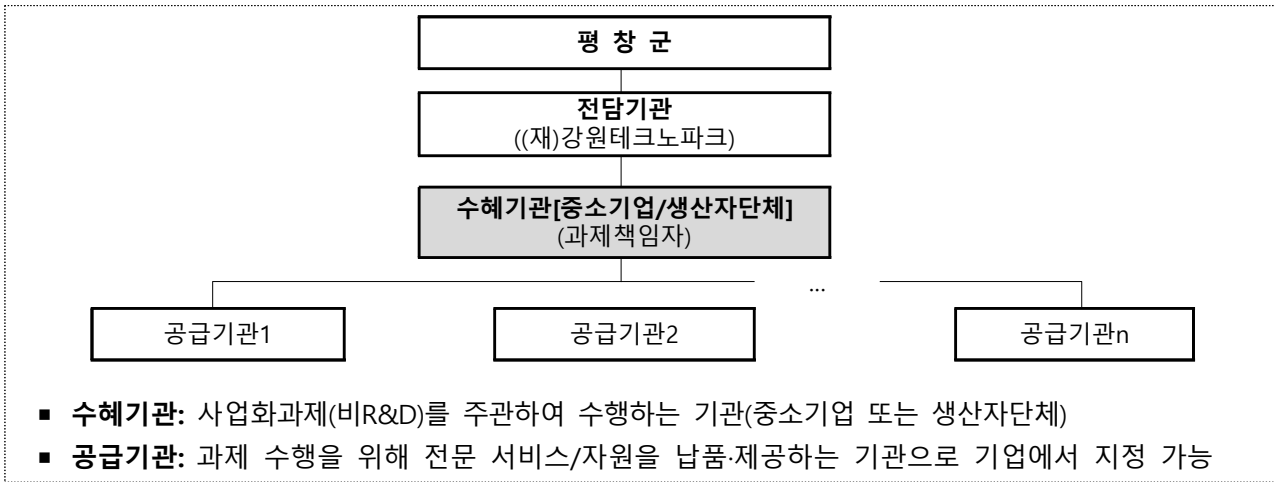 평 창 군
전담기관
((재)강원테크노파크)
수혜기관[중소기업/생산자단체]
(과제책임자)
...
공급기관1
공급기관2
공급기관n
▪ 수혜기관: 사업화과제(비R&D)를 주관하여 수행하는 기관(중소기업 또는 생산자단체)
▪ 공급기관: 과제 수행을 위해 전문 서비스/자원을 납품·제공하는 기관으로 기업에서 지정 가능